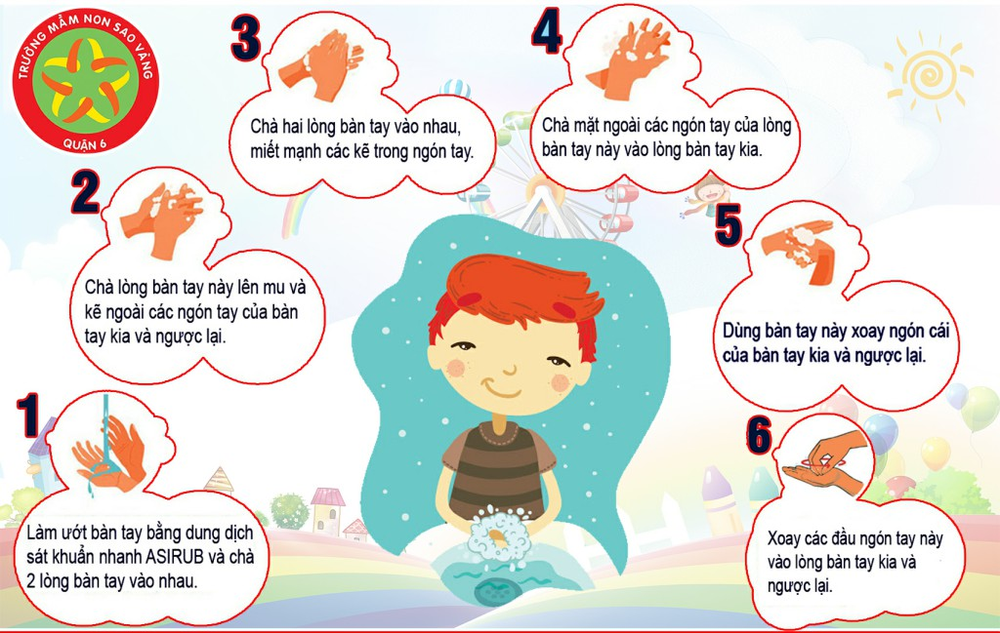 TRƯỜNG MẦM NON SAO VÀNG
QUẬN 6
1
Làm ướt bàn tay bằng dung dịch
sát khuẩn nhanh ASIRUB và chà
2 lòng bàn tay vào nhau.
2
Chà lòng bàn tay này lên mu và
kẽ ngoài các ngón tay của bàn
tay kia và ngược lại.
3
Chà hai lòng bàn tay vào nhau,
miết mạnh các kẽ trong ngón tay.
4
Chà mặt ngoài các ngón tay của lòng
bàn tay này vào lòng bàn tay kia.
5
Dùng bàn tay này xoay ngón cái
của bàn tay kia và ngược lại.
6
Xoay các đầu ngón tay này
vào lòng bàn tay kia và
ngược lại.